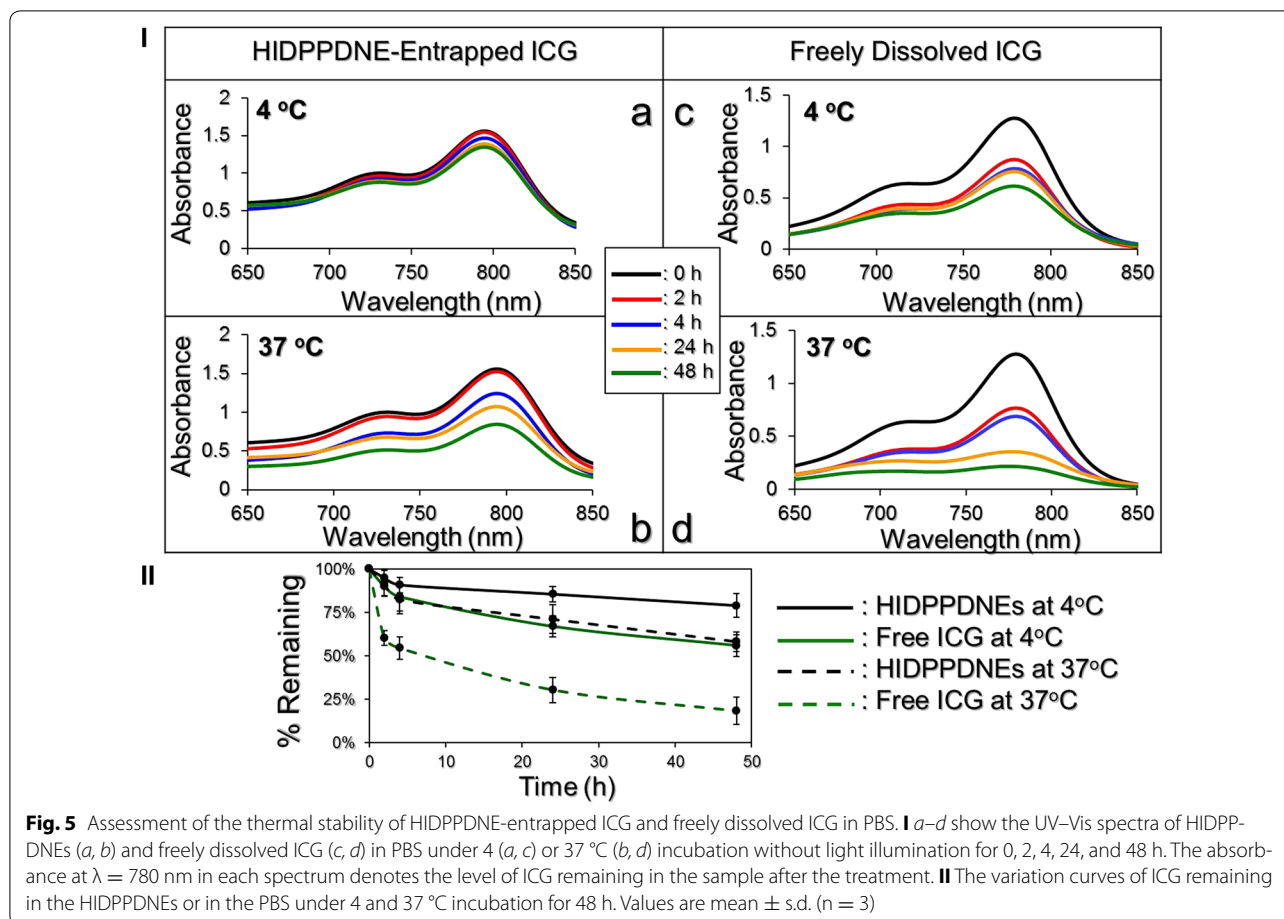 I
HIDPPDNE-Entrapped ICG
Freely Dissolved ICG
4 ºC
a
Absorbance
2
1.5
1
0.5
0
650 700 750 800 850
Wavelength (nm)
c
4 ºC
Absorbance
1.5
1
0.5
0
650 700 750 800 850
Wavelength (nm)
: 0 h
: 2 h
: 4 h
: 24 h
: 48 h
37 ºC
Absorbance
2
1.5
1
0.5
0
650 700 750 800 850
Wavelength (nm)
b
37 ºC
Absorbance
1.5
1
0.5
0
650 700 750 800 850
Wavelength (nm)
d
II
% Remaining
100%
75%
50%
25%
0%
0 10 20 30 40 50
Time (h)
: HIDPPDNEs at 4ºC
: Free ICG at 4ºC
: HIDPPDNEs at 37ºC
: Free ICG at 37ºC
Fig. 5 Assessment of the thermal stability of HIDPPDNE-entrapped ICG and freely dissolved ICG in PBS. I a–d show the UV–Vis spectra of HIDPP-
DNEs (a, b) and freely dissolved ICG (c, d) in PBS under 4 (a, c) or 37 °C (b, d) incubation without light illumination for 0, 2, 4, 24, and 48 h. The absorb-
ance at λ = 780 nm in each spectrum denotes the level of ICG remaining in the sample after the treatment. II The variation curves of ICG remaining
in the HIDPPDNEs or in the PBS under 4 and 37 °C incubation for 48 h. Values are mean ± s.d. (n = 3)